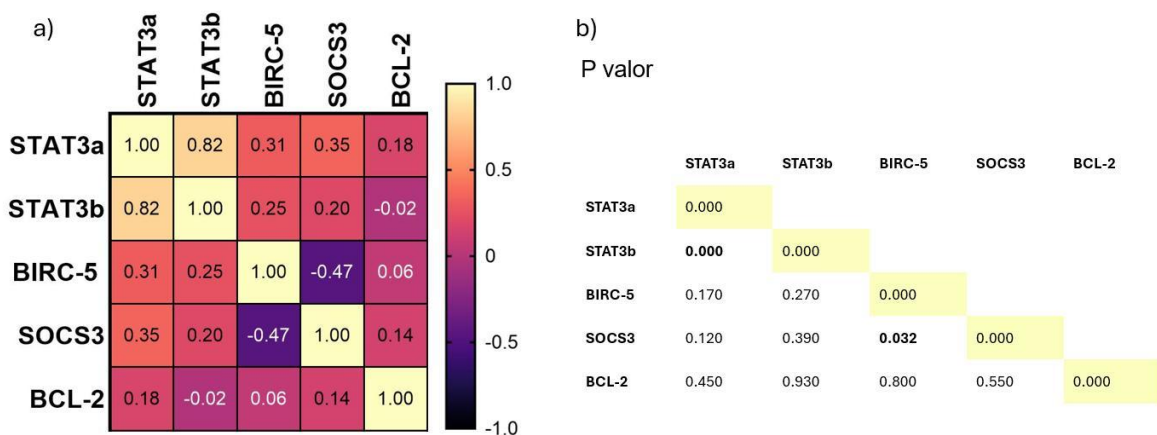 a)
STAT3a STAT3b BIRC-5 SOCS3 BCL-2
STAT3a 1.00 0.82 0.31 0.35 0.18
STAT3b 0.82 1.00 0.25 0.20 -0.02
BIRC-5 0.31 0.25 1.00 -0.47 0.06
SOCS3 0.35 0.20 -0.47 1.00 0.14
BCL-2 0.18 -0.02 0.06 0.14 1.00
1.0
0.5
0
-0.5
-1.0
b)
P valor
STAT3a STAT3b BIRC-5 SOCS3 BCL-2
STAT3a 0.000
STAT3b 0.000 0.000
BIRC-5 0.170 0.270 0.000
SOCS3 0.120 0.390 0.032 0.000
BCL-2 0.450 0.930 0.800 0.550 0.000